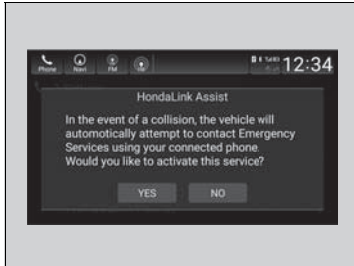 Phone Navi FM
12:34
HondaLink Assist
In the event of a collision, the vehicle will
automotically attempt to contact Emergency
Services using your connected phone.
Would you like to activate this service?
YES NO